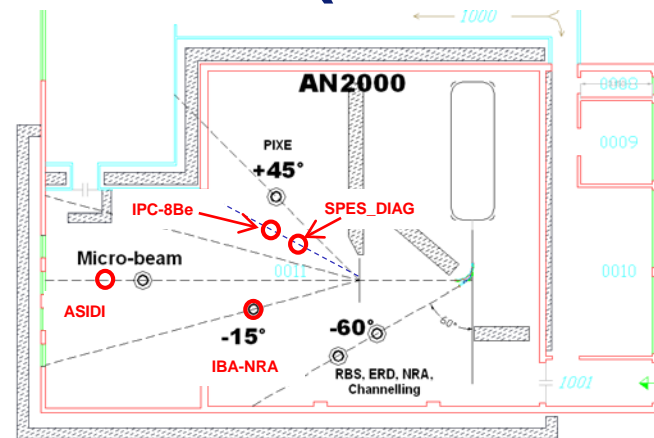 1000
AN2000
0008
PIXE
+45°
0009
IPC-8Be
SPES_DIAG
Micro-beam
0011
0010
ASIDI
-15°
-60°
60°
IBA-NRA
RBS, ERD, NRA,
Channelling
1001